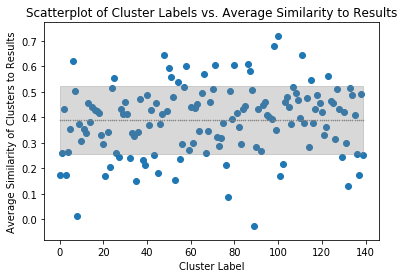 Scatterplot of Cluster Labels vs. Average Similarity to Results
Average Similarity of Clusters to Results
0.7
0.6
0.5
0.4
0.3
0.2
0.1
0.0
0 20 40 60 80 100 120 140
Cluster Label